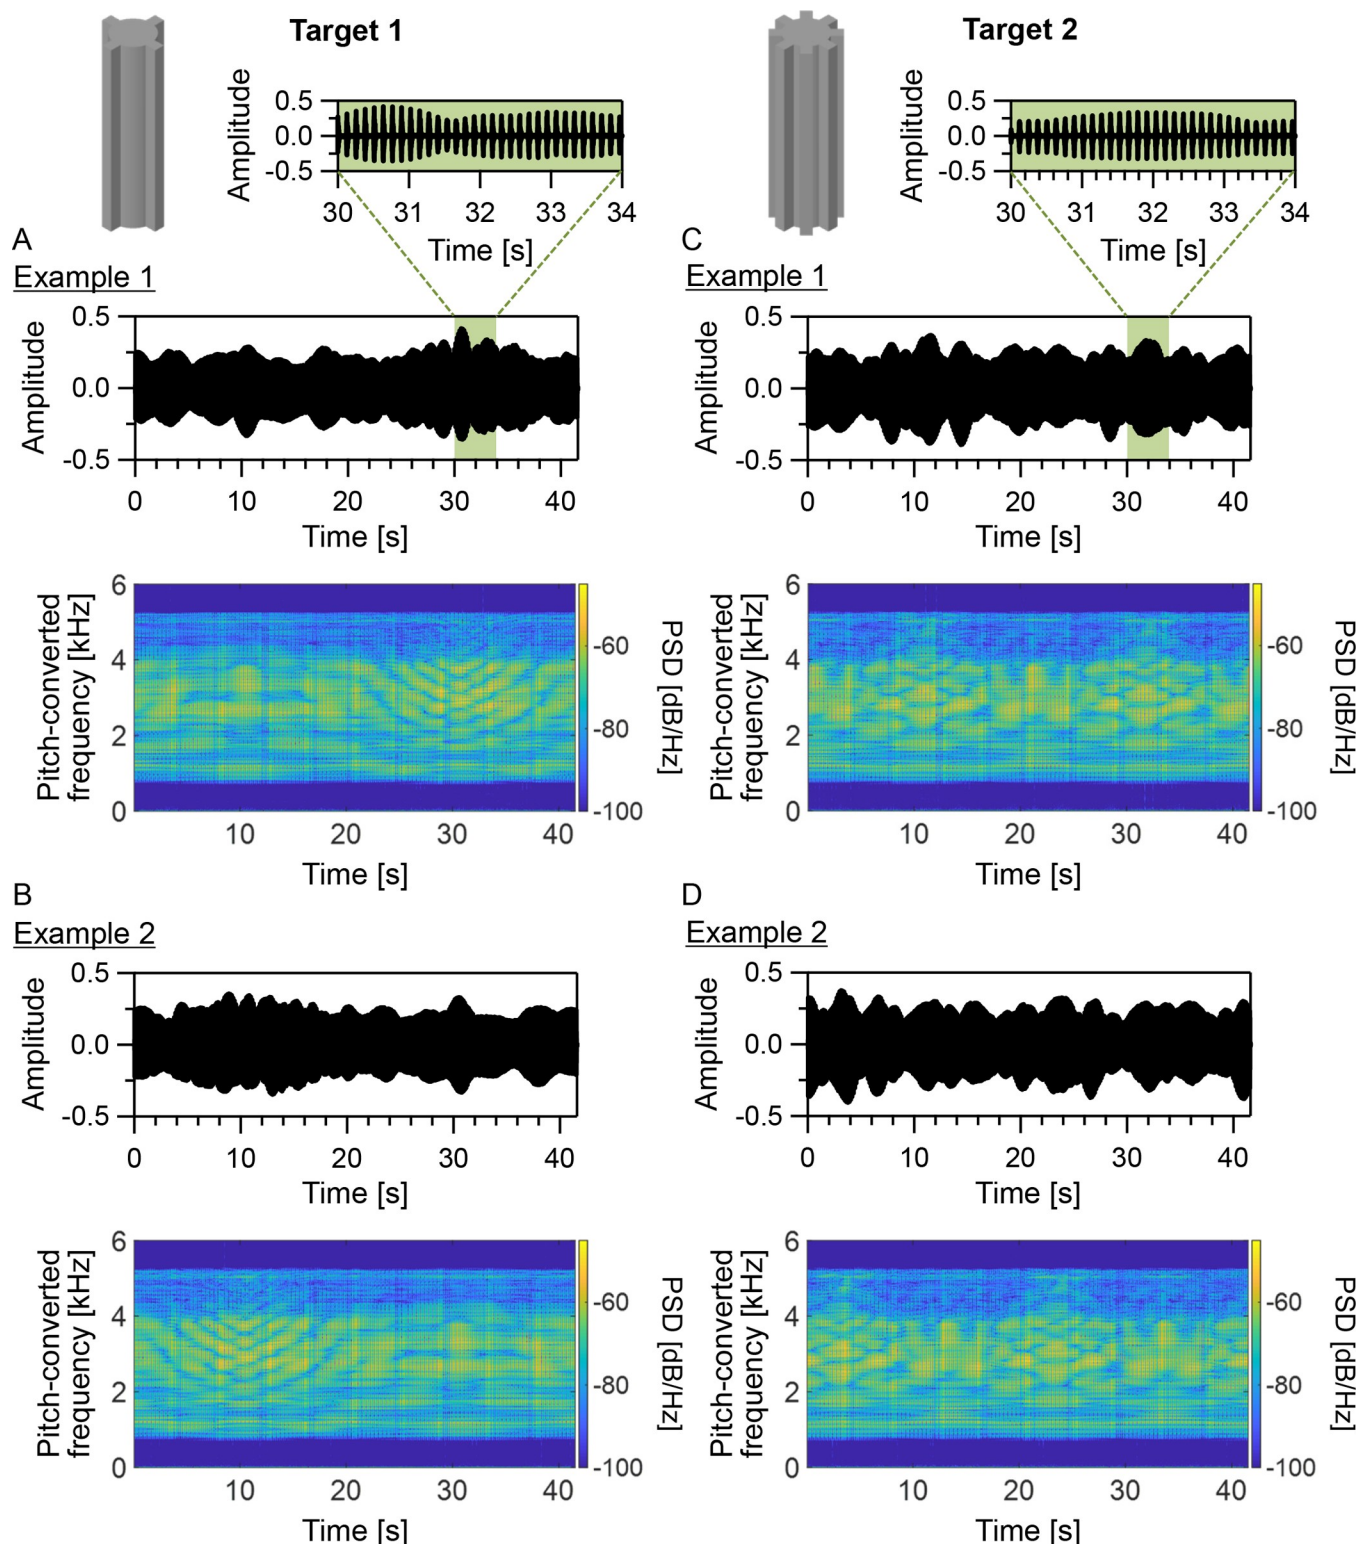 Target 1
Target 2
Amplitude
0.5
0.0
-0.5
30 31 32 33 34
Time [s]
Amplitude
0.5
0.0
-0.5
30 31 32 33 34
Time [s]
A
Example 1
Amplitude
0.5
0.0
-0.5
0 10 20 30 40
Time [s]
Pitch-converted
frequency [kHz]
6
4
2
0
10 20 30 40
Time [s]
-60
-80
-100
PSD [dB/Hz]
C
Example 1
Amplitude
0.5
0.0
-0.5
0 10 20 30 40
Time [s]
Pitch-converted
frequency [kHz]
6
4
2
0
10 20 30 40
Time [s]
-60
-80
-100
PSD [dB/Hz]
B
Example 2
Amplitude
0.5
0.0
-0.5
0 10 20 30 40
Time [s]
Pitch-converted
frequency [kHz]
6
4
2
0
10 20 30 40
Time [s]
-60
-80
-100
PSD [dB/Hz]
D
Example 2
Amplitude
0.5
0.0
-0.5
0 10 20 30 40
Time [s]
Pitch-converted
frequency [kHz]
6
4
2
0
10 20 30 40
Time [s]
-60
-80
-100
PSD [dB/Hz]